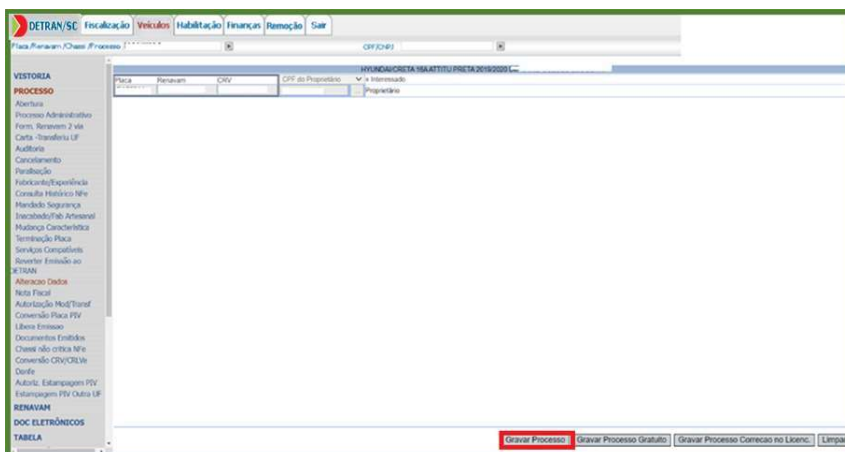 DETRAN/SC Fiscalização Veículos Habilitação Finanças Remoção Sair
Placa /Renavam /Chassi /Processo CPF/CNPJ
HYUNDAI/CRETA 16A ATTITU PRETA 2019/2020
VISTORIA
Placa Renavam CRV CPF do Proprietário x Interessado
Proprietário
PROCESSO
Abertura
Processo Administrativo
Form. Renavam 2 via
Carta -Transferiu UF
Auditoria
Cancelamento
Paralisação
Fabricante/Experiência
Consulta Histórico NFe
Mandado Segurança
Inacabado/Fab Artesanal
Mudança Característica
Terminação Placa
Serviços Compatíveis
Reverter Emissão ao
DETRAN
Alteracao Dados
Nota Fiscal
Autorização Mod/Transf
Conversão Placa PIV
Libera Emissao
Documentos Emitidos
Chassi não critica NFe
Conversão CRV/CRLVe
Danfe
Autoriz. Estampagem PIV
Estampagem PIV Outra UF
RENAVAM
DOC ELETRÔNICOS
TABELA
Gravar Processo Gravar Processo Gratuito Gravar Processo Correcao no Licenc. Limpa